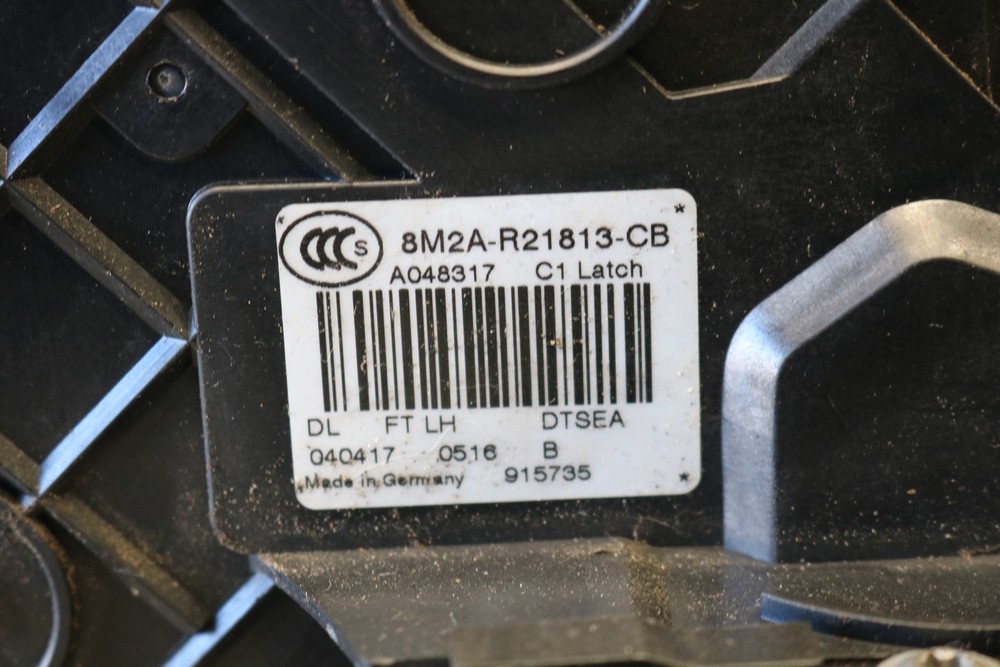 CCC S 8M2A-R21813-CB
A048317 C1 Latch
DL FT LH DTSEA
040417 0516 B
Made in Germany 915735